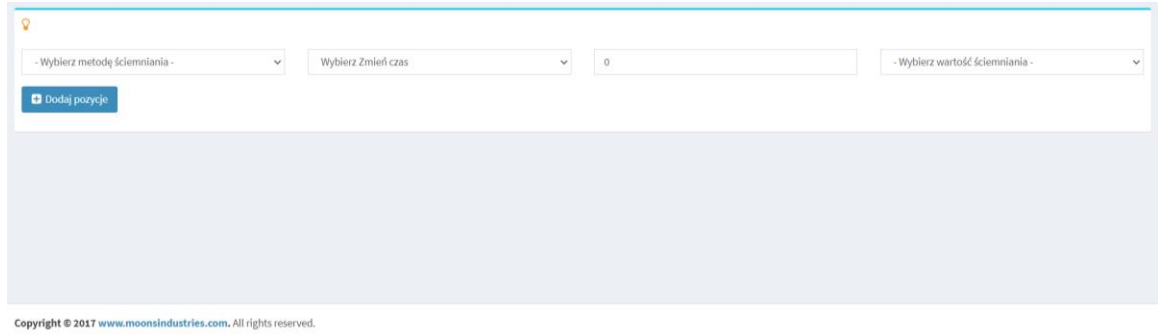 - Wybierz metodę ściemniania -
Wybierz Zmień czas
0
- Wybierz wartość ściemniania -
Dodaj pozycje
Copyright © 2017 www.moonsindustries.com. All rights reserved.